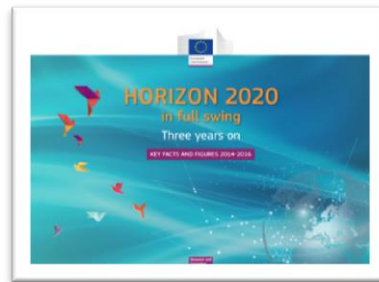 HORIZON 2020
in full swing
Three years on
KEY FACTS AND FIGURES 2014-2016